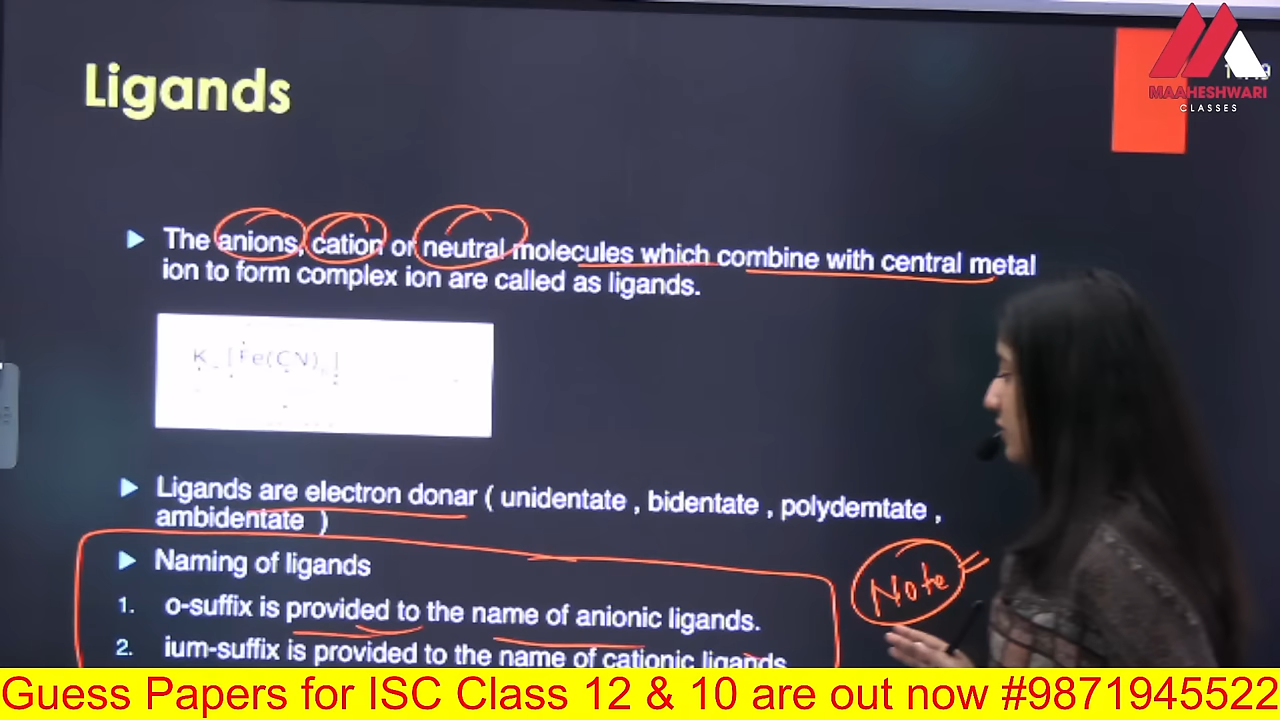 Ligands
MAAHESHWARI
CLASSES
The anions, cation or neutral molecules which combine with central metal
ion to form complex ion are called as ligands.
K [Fe(CN) ]
Ligands are electron donar ( unidentate , bidentate , polydemtate ,
ambidentate )
Naming of ligands
1. o-suffix is provided to the name of anionic ligands.
Note
2. ium-suffix is provided to the name of cationic ligands
Guess Papers for ISC Class 12 & 10 are out now #9871945522